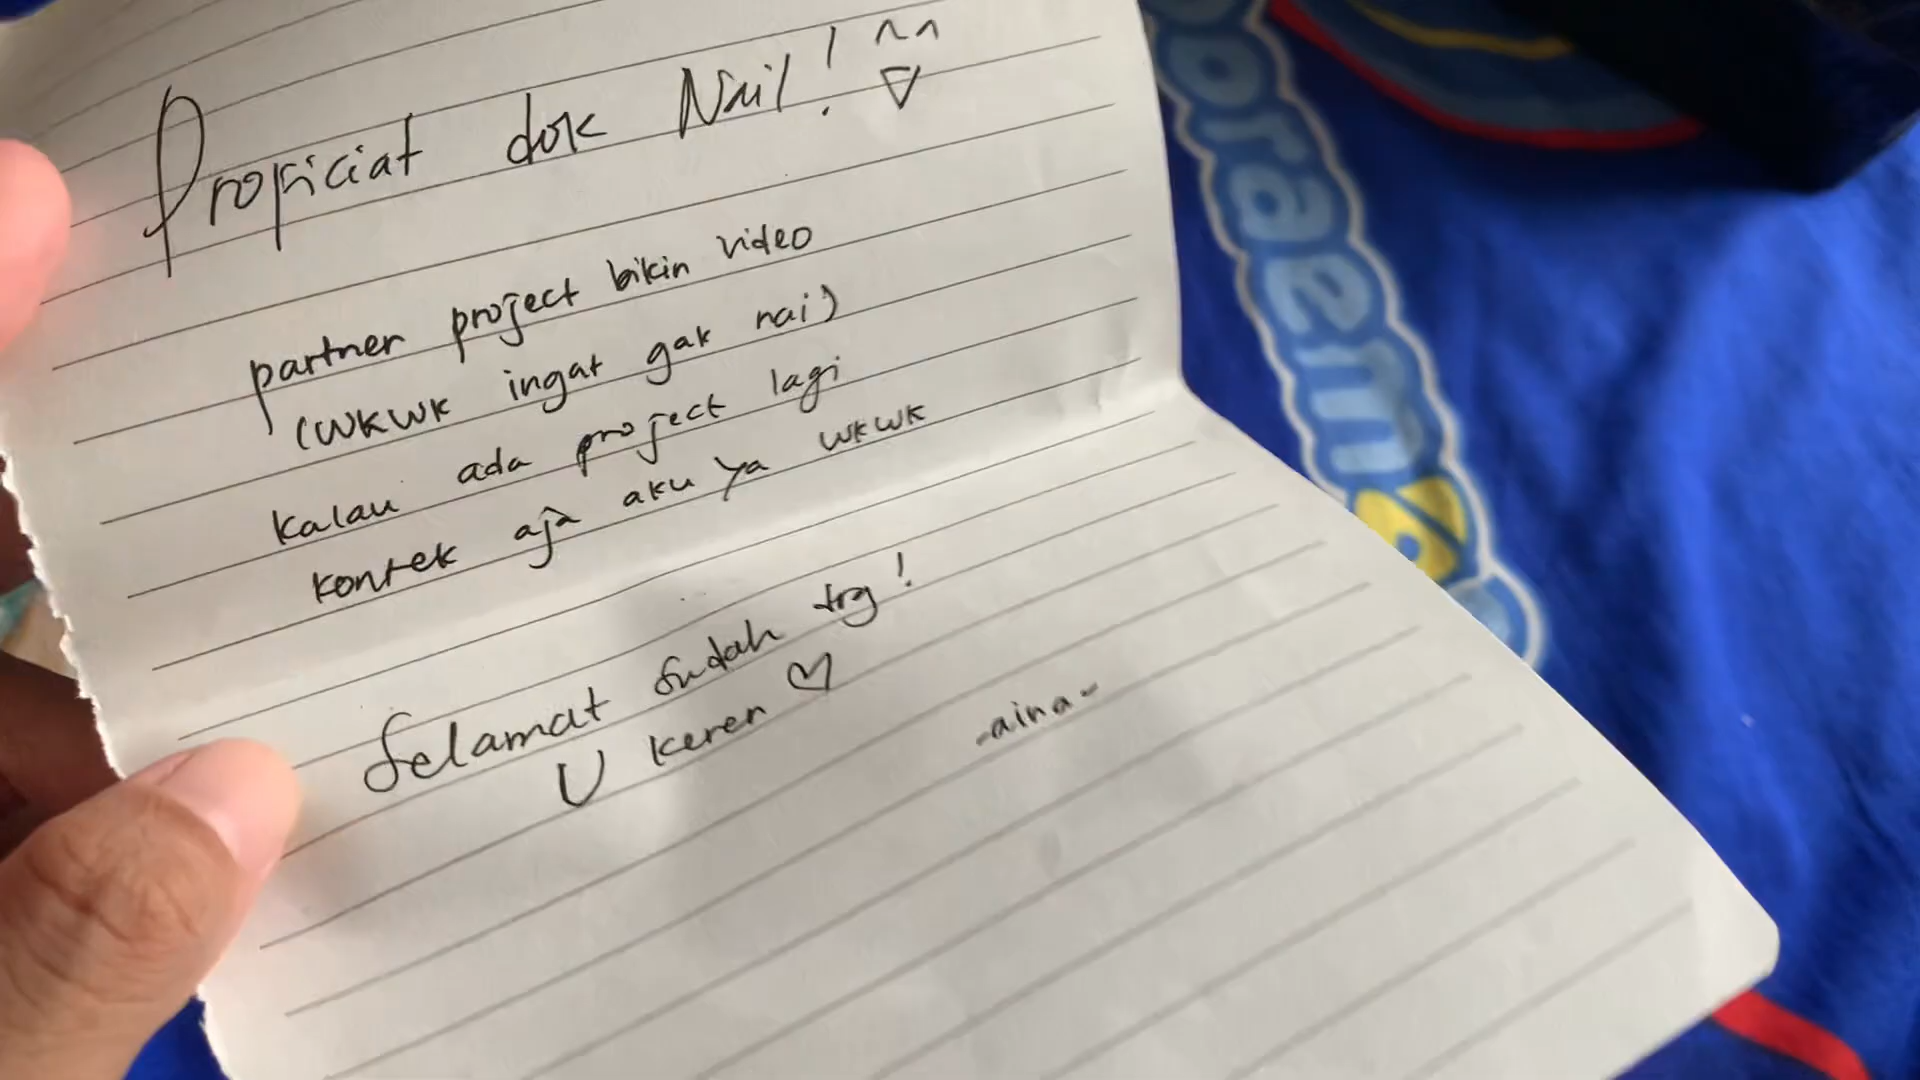 Proficiat dok Nail! ^^
partner project bikin video
(wkwk ingat gak nai)
kalau ada project lagi
kontek aja aku ya wkwk
Selamat sudah trg!
U keren ♡
-aina-
Doraemon